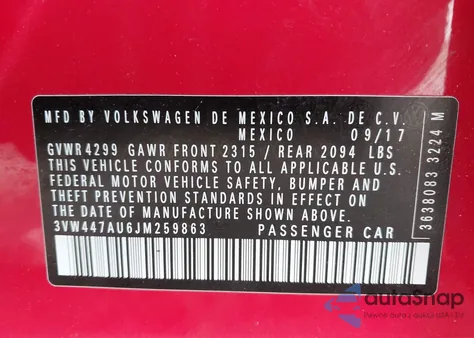 MFD BY VOLKSWAGEN DE MEXICO S.A. DE C.V.
MEXICO 09/17
GVWR 4299 GAWR FRONT 2315 / REAR 2094 LBS
THIS VEHICLE CONFORMS TO ALL APPLICABLE U.S.
FEDERAL MOTOR VEHICLE SAFETY, BUMPER AND
THEFT PREVENTION STANDARDS IN EFFECT ON THE
DATE OF MANUFACTURE SHOWN ABOVE.
3VW447AU6JM259863 PASSENGER CAR
3G38083 3224 M
autoAsnap